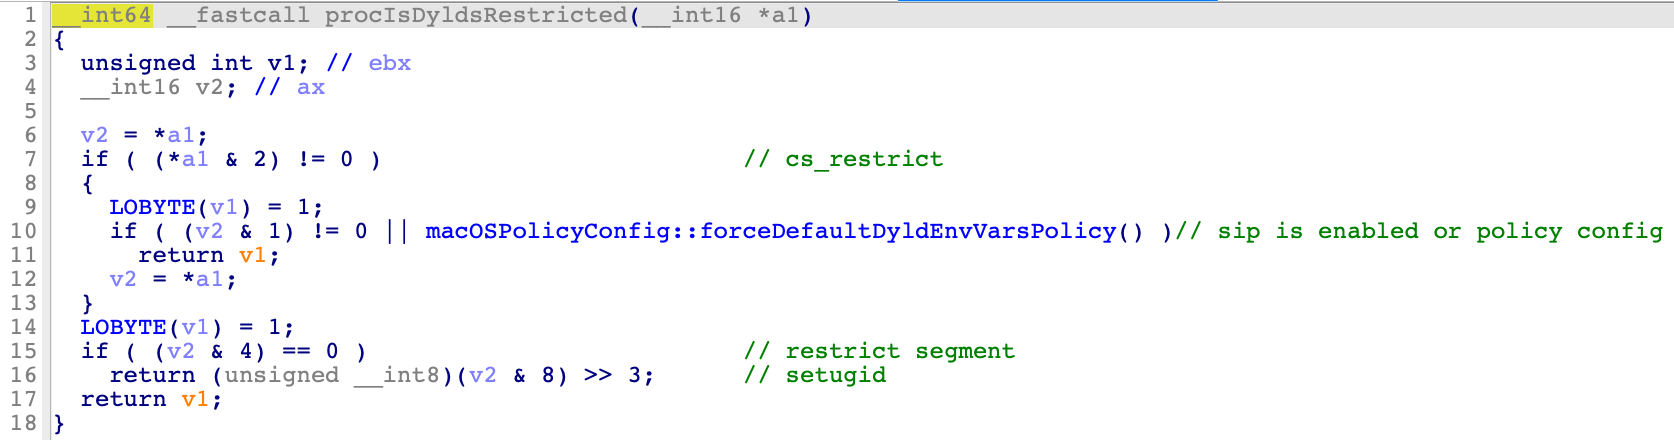 1 __int64 __fastcall procIsDyldsRestricted(__int16 *a1)
2 {
3   unsigned int v1; // ebx
4   __int16 v2; // ax
5
6   v2 = *a1;
7   if ( (*a1 & 2) != 0 )                          // cs_restrict
8   {
9     LOBYTE(v1) = 1;
10     if ( (v2 & 1) != 0 || macOSPolicyConfig::forceDefaultDyldEnvVarsPolicy() )// sip is enabled or policy config
11       return v1;
12     v2 = *a1;
13   }
14   LOBYTE(v1) = 1;
15   if ( (v2 & 4) == 0 )                           // restrict segment
16     return (unsigned __int8)(v2 & 8) >> 3;       // setugid
17   return v1;
18 }